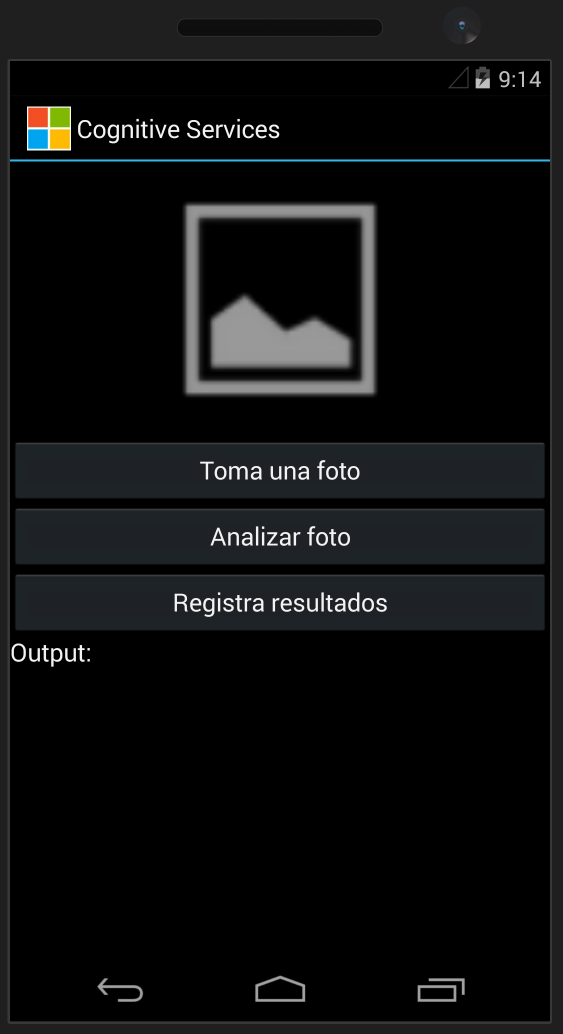 9:14
Cognitive Services
Toma una foto
Analizar foto
Registra resultados
Output: